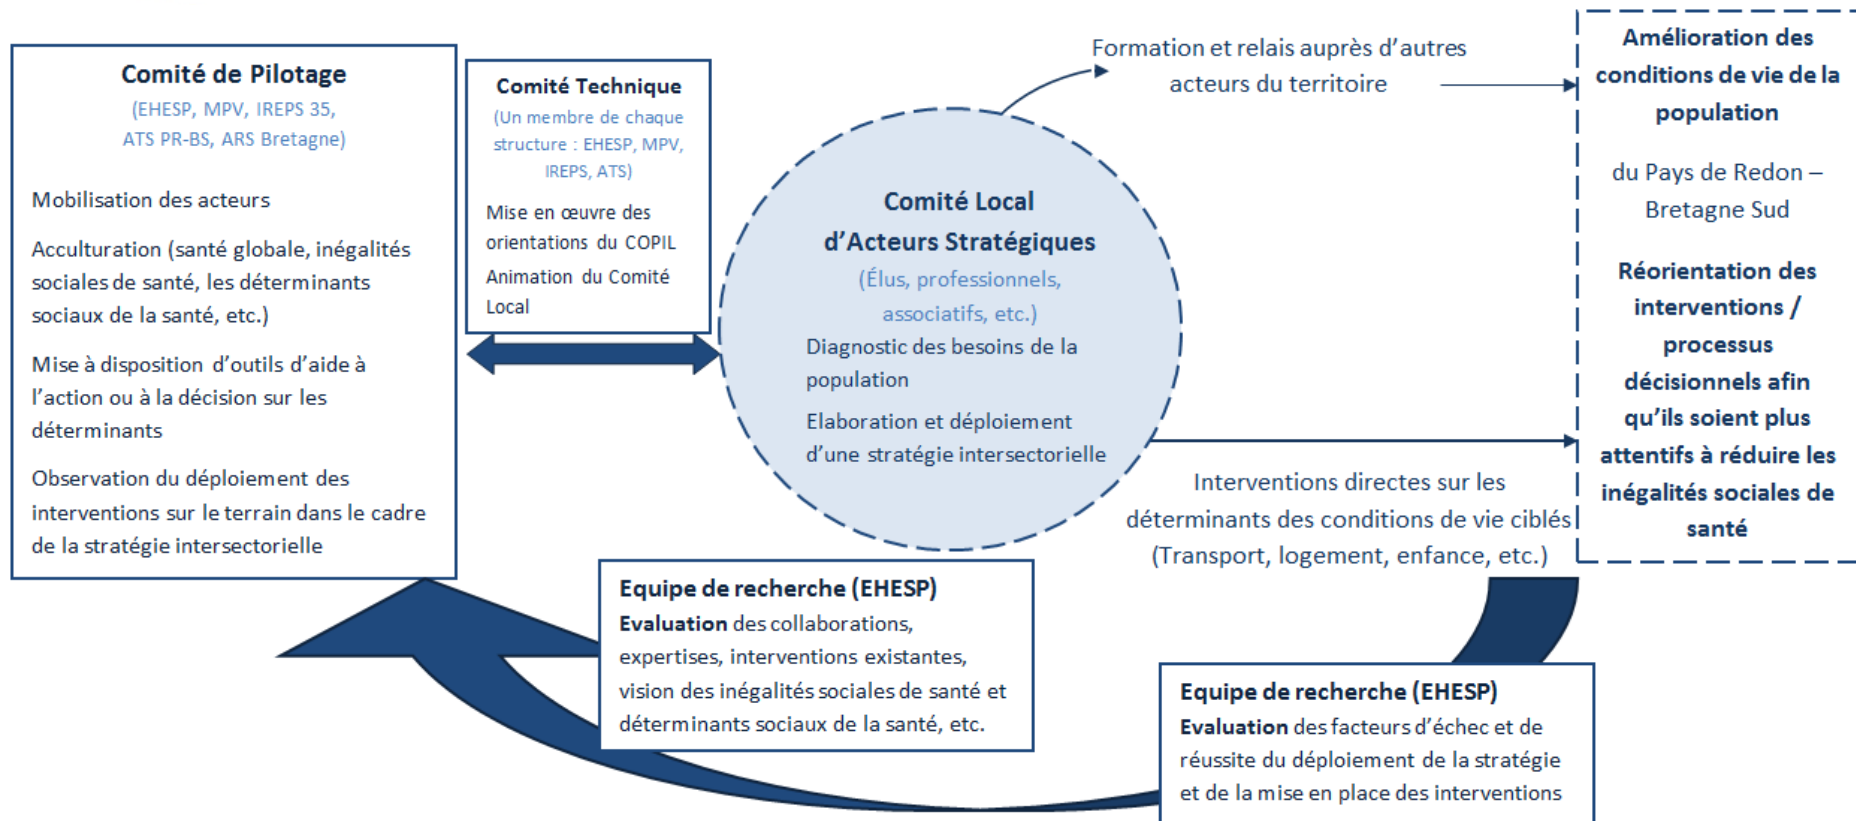 Comité de Pilotage
(EHESP, MPV, IREPS 35,
ATS PR-BS, ARS Bretagne)
Mobilisation des acteurs
Acculturation (santé globale, inégalités
sociales de santé, les déterminants
sociaux de la santé, etc.)
Mise à disposition d’outils d’aide à
l’action ou à la décision sur les
déterminants
Observation du déploiement des
interventions sur le terrain dans le cadre
de la stratégie intersectorielle
Comité Technique
(Un membre de chaque
structure : EHESP, MPV,
IREPS, ATS)
Mise en œuvre des
orientations du COPIL
Animation du Comité
Local
Comité Local
d’Acteurs Stratégiques
(Élus, professionnels,
associatifs, etc.)
Diagnostic des besoins de la
population
Elaboration et déploiement
d’une stratégie intersectorielle
Formation et relais auprès d’autres
acteurs du territoire
Interventions directes sur les
déterminants des conditions de vie ciblés
(Transport, logement, enfance, etc.)
Amélioration des
conditions de vie de la
population
du Pays de Redon –
Bretagne Sud
Réorientation des
interventions /
processus
décisionnels afin
qu’ils soient plus
attentifs à réduire les
inégalités sociales de
santé
Equipe de recherche (EHESP)
Evaluation des collaborations,
expertises, interventions existantes,
vision des inégalités sociales de santé et
déterminants sociaux de la santé, etc.
Equipe de recherche (EHESP)
Evaluation des facteurs d’échec et de
réussite du déploiement de la stratégie
et de la mise en place des interventions